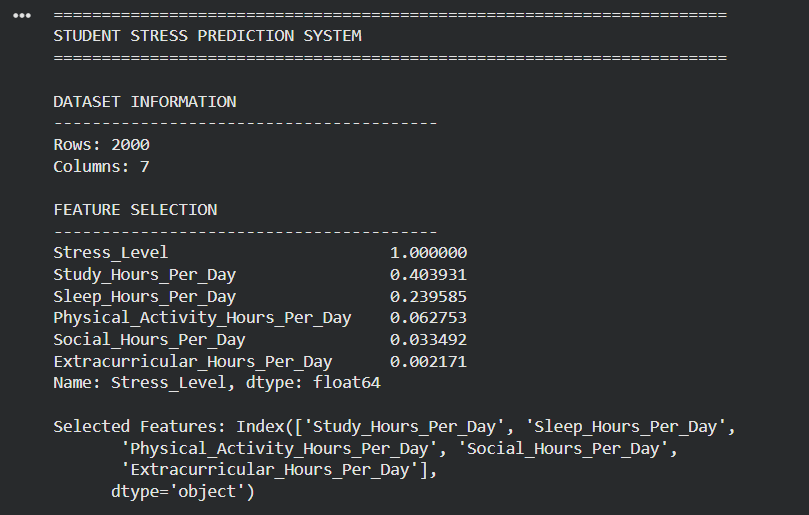 ======================================================================
STUDENT STRESS PREDICTION SYSTEM
======================================================================

DATASET INFORMATION
----------------------------------------
Rows: 2000
Columns: 7

FEATURE SELECTION
----------------------------------------
Stress_Level                       1.000000
Study_Hours_Per_Day                0.403931
Sleep_Hours_Per_Day                0.239585
Physical_Activity_Hours_Per_Day    0.062753
Social_Hours_Per_Day               0.033492
Extracurricular_Hours_Per_Day      0.002171
Name: Stress_Level, dtype: float64

Selected Features: Index(['Study_Hours_Per_Day', 'Sleep_Hours_Per_Day',
       'Physical_Activity_Hours_Per_Day', 'Social_Hours_Per_Day',
       'Extracurricular_Hours_Per_Day'],
      dtype='object')